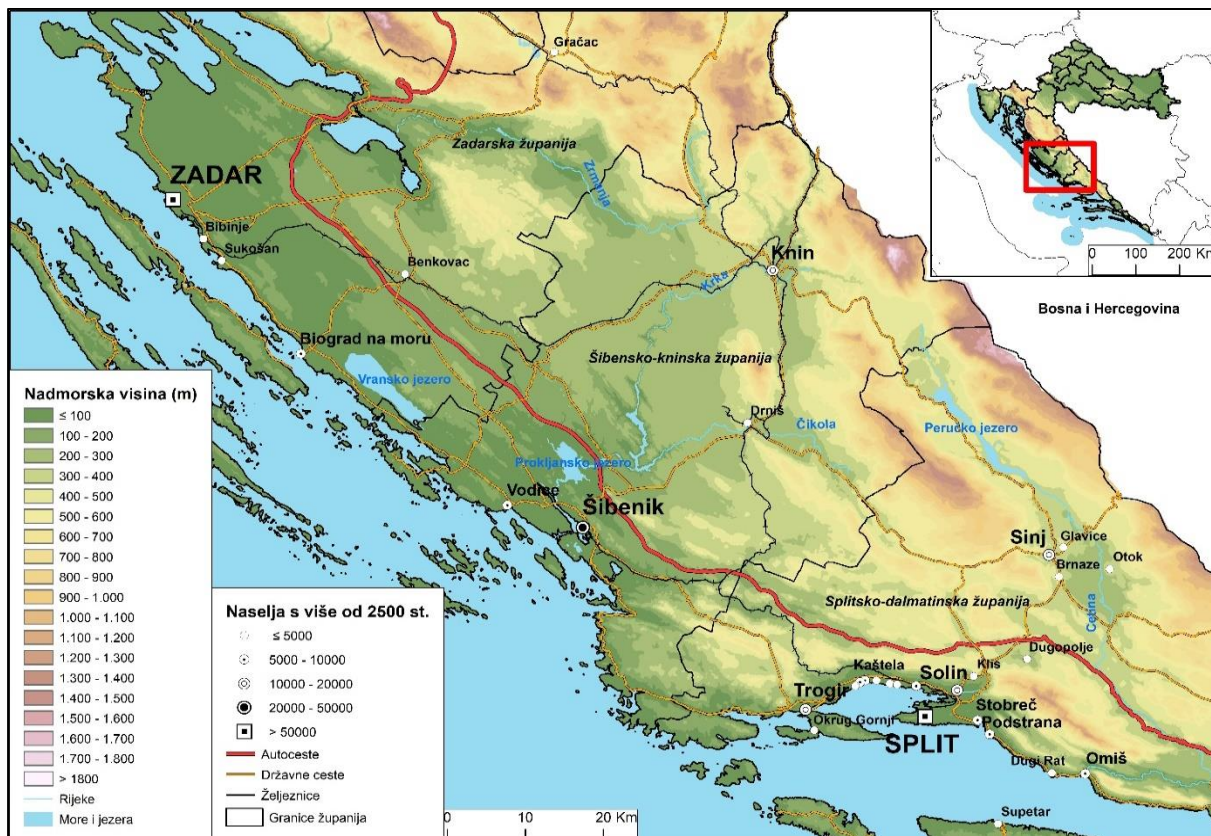 Gračac
Zadarska županija
ZADAR
Zrmanja
Bibinje
Sukošan
Benkovac
Knin
Krka
0 100 200 Km
Bosna i Hercegovina
Biograd na moru
Šibensko-kninska županija
Vransko jezero
Drniš
Čikola
Perucko jezero
Prokljansko jezero
Vodice
Šibenik
Sinj
Glavice
Otok
Brnaze
Splitsko-dalmatinska županija
Cetina
Dugopolje
Kaštela
Klis
Solin
Trogir
Okrug Gornji
Stobreč
Podstrana
SPLIT
Dugi Rat
Omiš
Supetar
Nadmorska visina (m)
≤ 100
100 - 200
200 - 300
300 - 400
400 - 500
500 - 600
600 - 700
700 - 800
800 - 900
900 - 1.000
1.000 - 1.100
1.100 - 1.200
1.200 - 1.300
1.300 - 1.400
1.400 - 1.500
1.500 - 1.600
1.600 - 1.700
1.700 - 1.800
> 1800
Rijeke
More i jezera
Naselja s više od 2500 st.
≤ 5000
5000 - 10000
10000 - 20000
20000 - 50000
> 50000
Autoceste
Državne ceste
Željeznice
Granice županija
0 10 20 Km